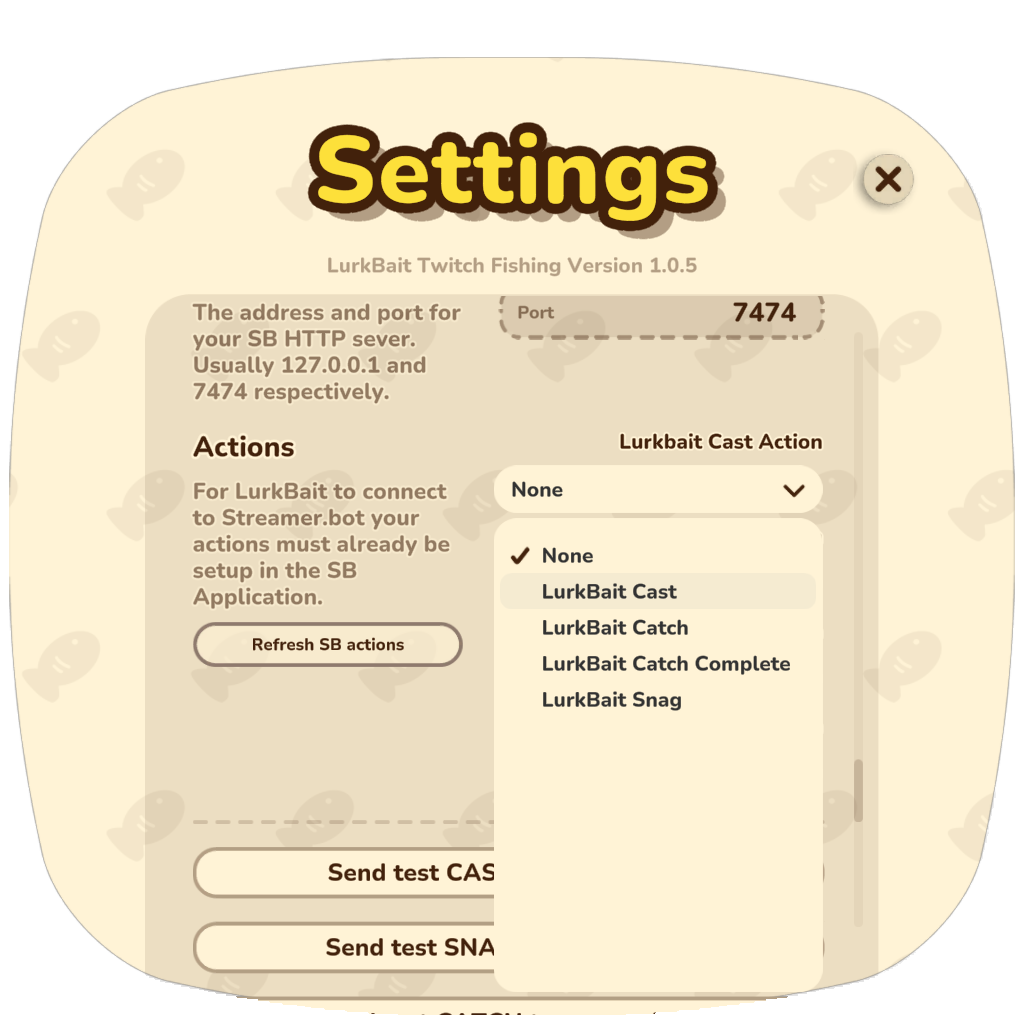 Settings
LurkBait Twitch Fishing Version 1.0.5
The address and port for
your SB HTTP sever.
Usually 127.0.0.1 and
7474 respectively.
Port
7474
Actions
For LurkBait to connect
to Streamer.bot your
actions must already be
setup in the SB
Application.
Refresh SB actions
Lurkbait Cast Action
None
None
LurkBait Cast
LurkBait Catch
LurkBait Catch Complete
LurkBait Snag
Send test CAS
Send test SNA